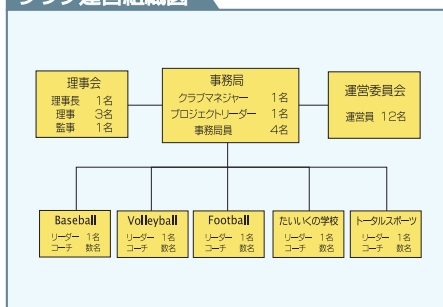 理事会
理事長 1名
理事 3名
監事 1名
事務局
クラブマネジャー 1名
プロジェクトリーダー 1名
事務局員 4名
運営委員会
運営員 12名
Baseball
リーダー 1名
コーチ 数名
Volleyball
リーダー 1名
コーチ 数名
Football
リーダー 1名
コーチ 数名
たいいくの学校
リーダー 1名
コーチ 数名
トータルスポーツ
リーダー 1名
コーチ 数名